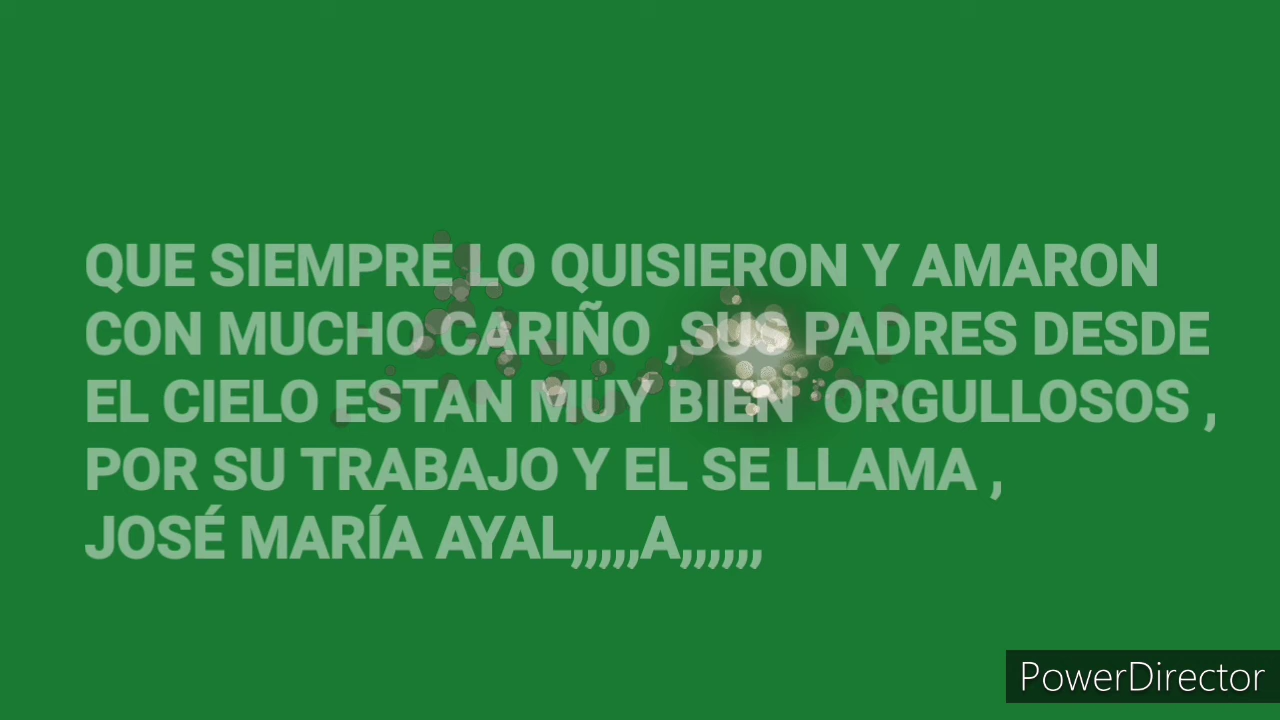 QUE SIEMPRE LO QUISIERON Y AMARON
CON MUCHO CARIÑO ,SUS PADRES DESDE
EL CIELO ESTAN MUY BIEN  ORGULLOSOS ,
POR SU TRABAJO Y EL SE LLAMA ,
JOSÉ MARÍA AYAL,,,,,A,,,,,,
PowerDirector